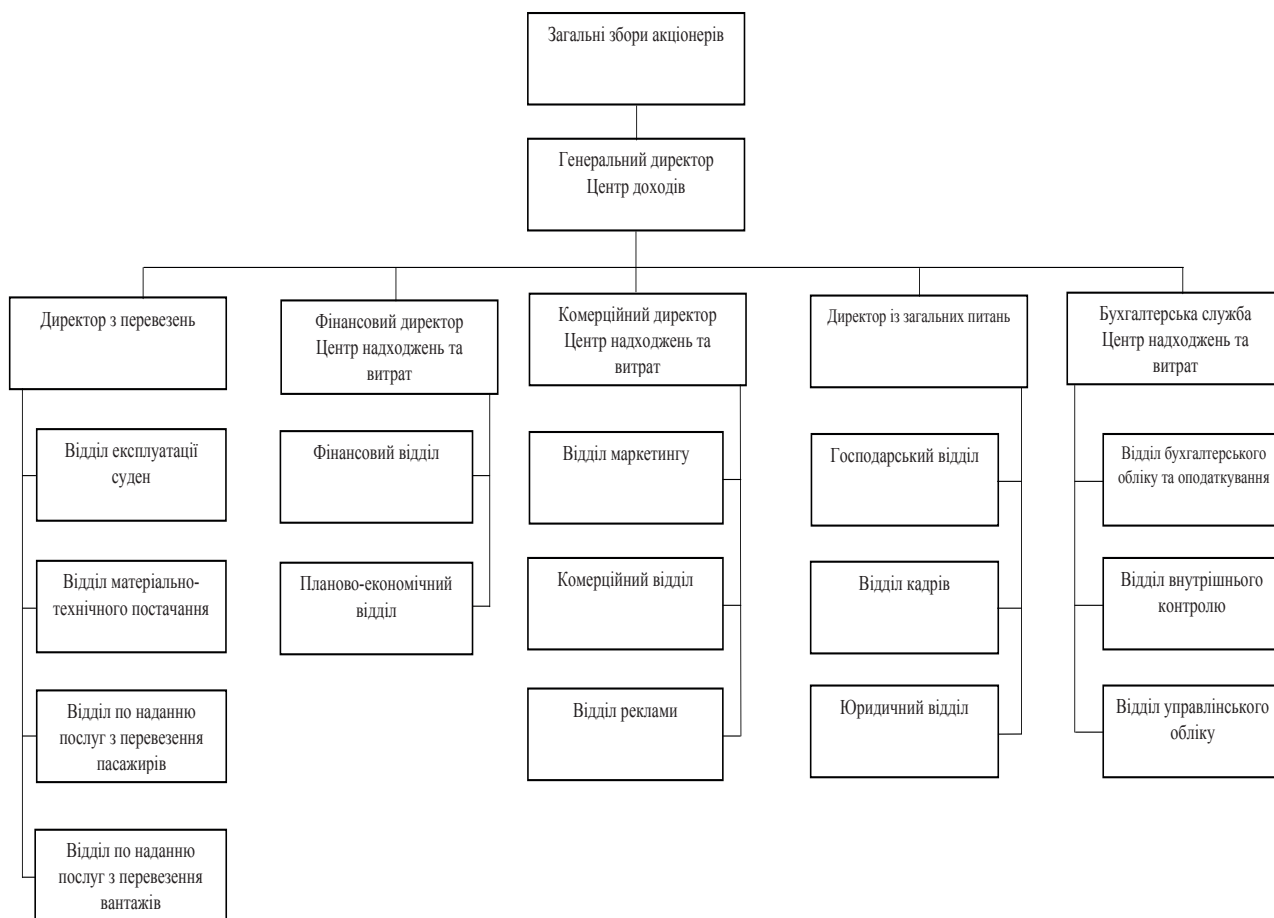 Загальні збори акціонерів
Генеральний директор
Центр доходів
Директор з перевезень
Фінансовий директор
Центр надходжень та
витрат
Комерційний директор
Центр надходжень та
витрат
Директор із загальних питань
Бухгалтерська служба
Центр надходжень та
витрат
Відділ експлуатації
суден
Фінансовий відділ
Відділ маркетингу
Господарський відділ
Відділ бухгалтерського
обліку та оподаткування
Відділ матеріально-
технічного постачання
Планово-економічний
відділ
Комерційний відділ
Відділ кадрів
Відділ внутрішнього
контролю
Відділ по наданню
послуг з перевезення
пасажирів
Відділ реклами
Юридичний відділ
Відділ управлінського
обліку
Відділ по наданню
послуг з перевезення
вантажів